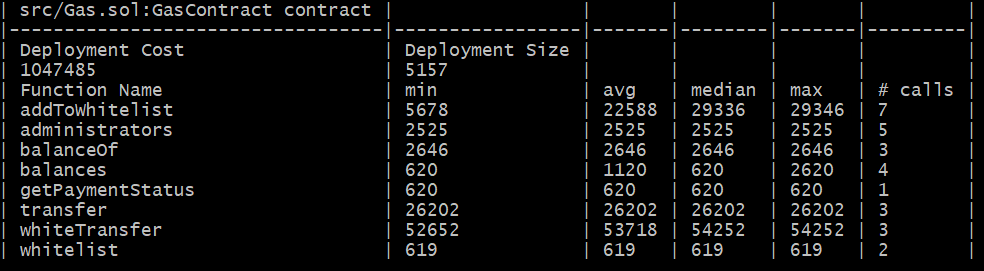 | src/Gas.sol:GasContract contract | | | | | |
|----------------------------------|-----------------|-------|--------|-------|---------|
| Deployment Cost | Deployment Size | | | | |
| 1047485 | 5157 | | | | |
| Function Name | min | avg | median | max | # calls |
| addToWhitelist | 5678 | 22588 | 29336 | 29346 | 7 |
| administrators | 2525 | 2525 | 2525 | 2525 | 5 |
| balanceOf | 2646 | 2646 | 2646 | 2646 | 3 |
| balances | 620 | 1120 | 620 | 2620 | 4 |
| getPaymentStatus | 620 | 620 | 620 | 620 | 1 |
| transfer | 26202 | 26202 | 26202 | 26202 | 3 |
| whiteTransfer | 52652 | 53718 | 54252 | 54252 | 3 |
| whitelist | 619 | 619 | 619 | 619 | 2 |